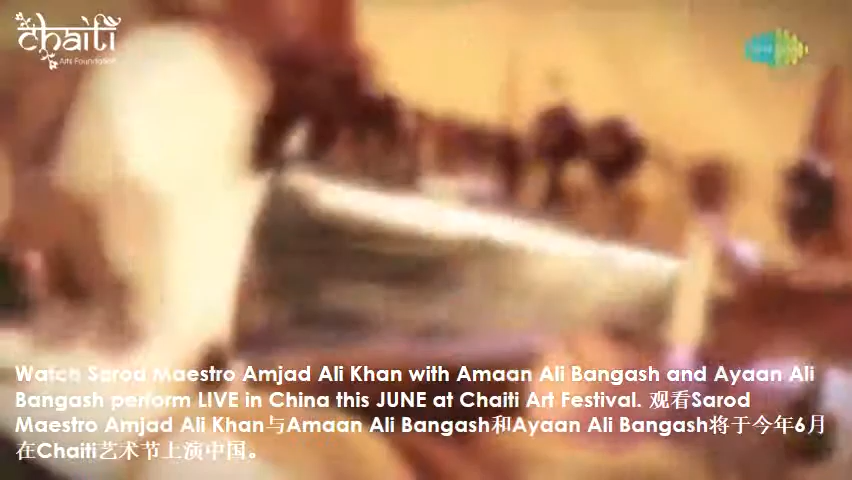 chaiti
Arts Foundation
Watch Sarod Maestro Amjad Ali Khan with Amaan Ali Bangash and Ayaan Ali
Bangash perform LIVE in China this JUNE at Chaiti Art Festival. 观看Sarod
Maestro Amjad Ali Khan与Amaan Ali Bangash和Ayaan Ali Bangash将于今年6月
在Chaiti艺术节上演中国。